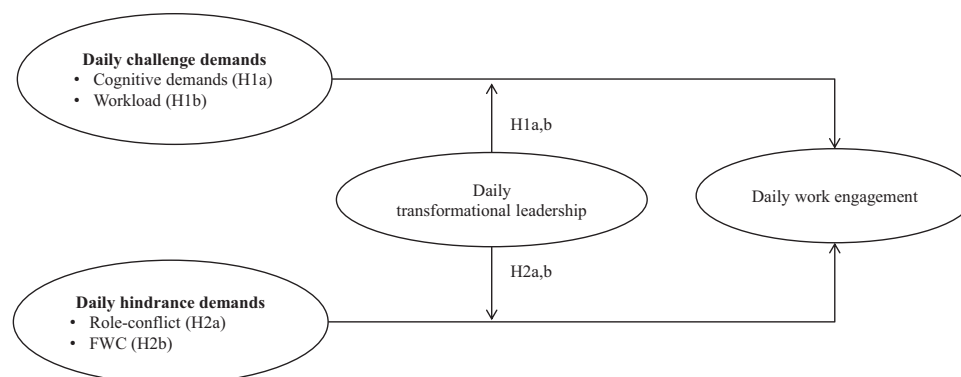 Daily challenge demands
• Cognitive demands (H1a)
• Workload (H1b)
H1a,b
Daily
transformational leadership
Daily work engagement
H2a,b
Daily hindrance demands
• Role-conflict (H2a)
• FWC (H2b)